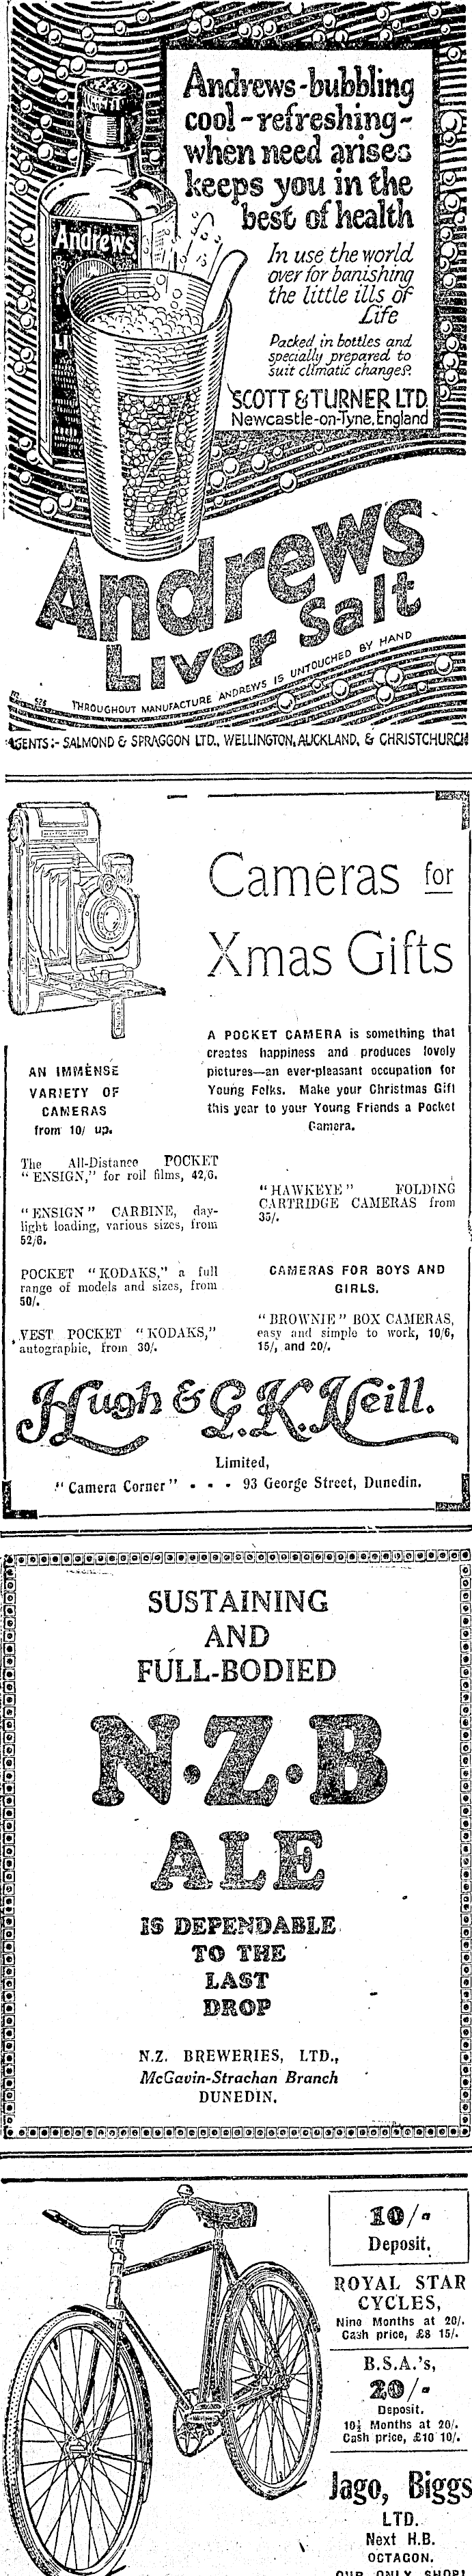 Andrews-bubbling
cool-refreshing-
when need arises
keeps you in the
best of health
In use the world
over for banishing
the little ills of
Life
Packed in bottles and
specially prepared to
suit climatic changes.
SCOTT & TURNER LTD.
Newcastle-on-Tyne, England
Andrews
LI
Andrews
Liver Salt
THROUGHOUT MANUFACTURE ANDREWS IS UNTOUCHED BY HAND
AGENTS:- SALMOND & SPRAGGON LTD., WELLINGTON, AUCKLAND, & CHRISTCHURCH
Cameras for
Xmas Gifts
A POCKET CAMERA is something that
creates happiness and produces lovely
pictures—an ever-pleasant occupation for
Young Folks. Make your Christmas Gift
this year to your Young Friends a Pocket
Camera.
AN IMMENSE
VARIETY OF
CAMERAS
from 10/ up.
The All-Distance POCKET
"ENSIGN," for roll films, 42/6.
"ENSIGN" CARBINE, day-
light loading, various sizes, from
52/6.
POCKET "KODAKS," a full
range of models and sizes, from
50/.
VEST POCKET "KODAKS,"
autographic, from 30/.
"HAWKEYE" FOLDING
CARTRIDGE CAMERAS from
35/.
CAMERAS FOR BOYS AND
GIRLS.
"BROWNIE" BOX CAMERAS,
easy and simple to work, 10/6,
15/, and 20/.
Hugh & G. K. Neill.
Limited,
"Camera Corner" - - - 93 George Street, Dunedin.
SUSTAINING
AND
FULL-BODIED
N.Z.B
ALE
IS DEPENDABLE
TO THE
LAST
DROP
N.Z. BREWERIES, LTD.,
McGavin-Strachan Branch
DUNEDIN.
10/-
Deposit.
ROYAL STAR
CYCLES,
Nine Months at 20/.
Cash price, £8 15/.
B.S.A.'s,
20/-
Deposit.
10½ Months at 20/.
Cash price, £10 10/.
Jago, Biggs
LTD.
Next H.B.
OCTAGON.
OUR ONLY SHOP!